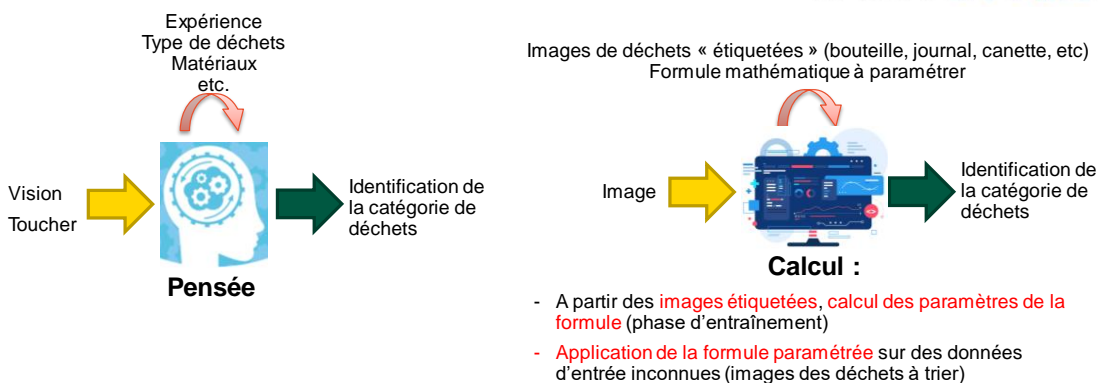 Expérience
Type de déchets
Matériaux
etc.
Vision
Toucher
Identification de
la catégorie de
déchets
Pensée
Images de déchets « étiquetées » (bouteille, journal, canette, etc)
Formule mathématique à paramétrer
Image
Identification de
la catégorie de
déchets
Calcul :
- A partir des images étiquetées, calcul des paramètres de la
formule (phase d'entraînement)
- Application de la formule paramétrée sur des données
d'entrée inconnues (images des déchets à trier)